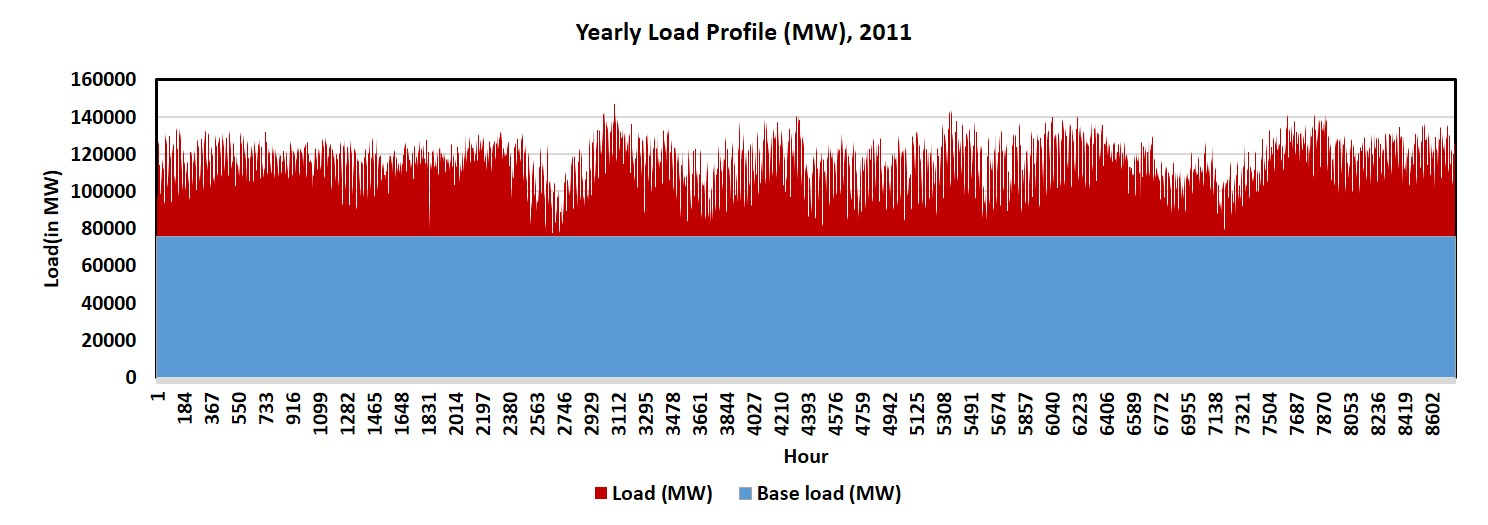 Yearly Load Profile (MW), 2011
Load(in MW)
160000
140000
120000
100000
80000
60000
40000
20000
0
1 184 367 550 733 916 1099 1282 1465 1648 1831 2014 2197 2380 2563 2746 2929 3112 3295 3478 3661 3844 4027 4210 4393 4576 4759 4942 5125 5308 5491 5674 5857 6040 6223 6406 6589 6772 6955 7138 7321 7504 7687 7870 8053 8236 8419 8602
Hour
Load (MW) Base load (MW)